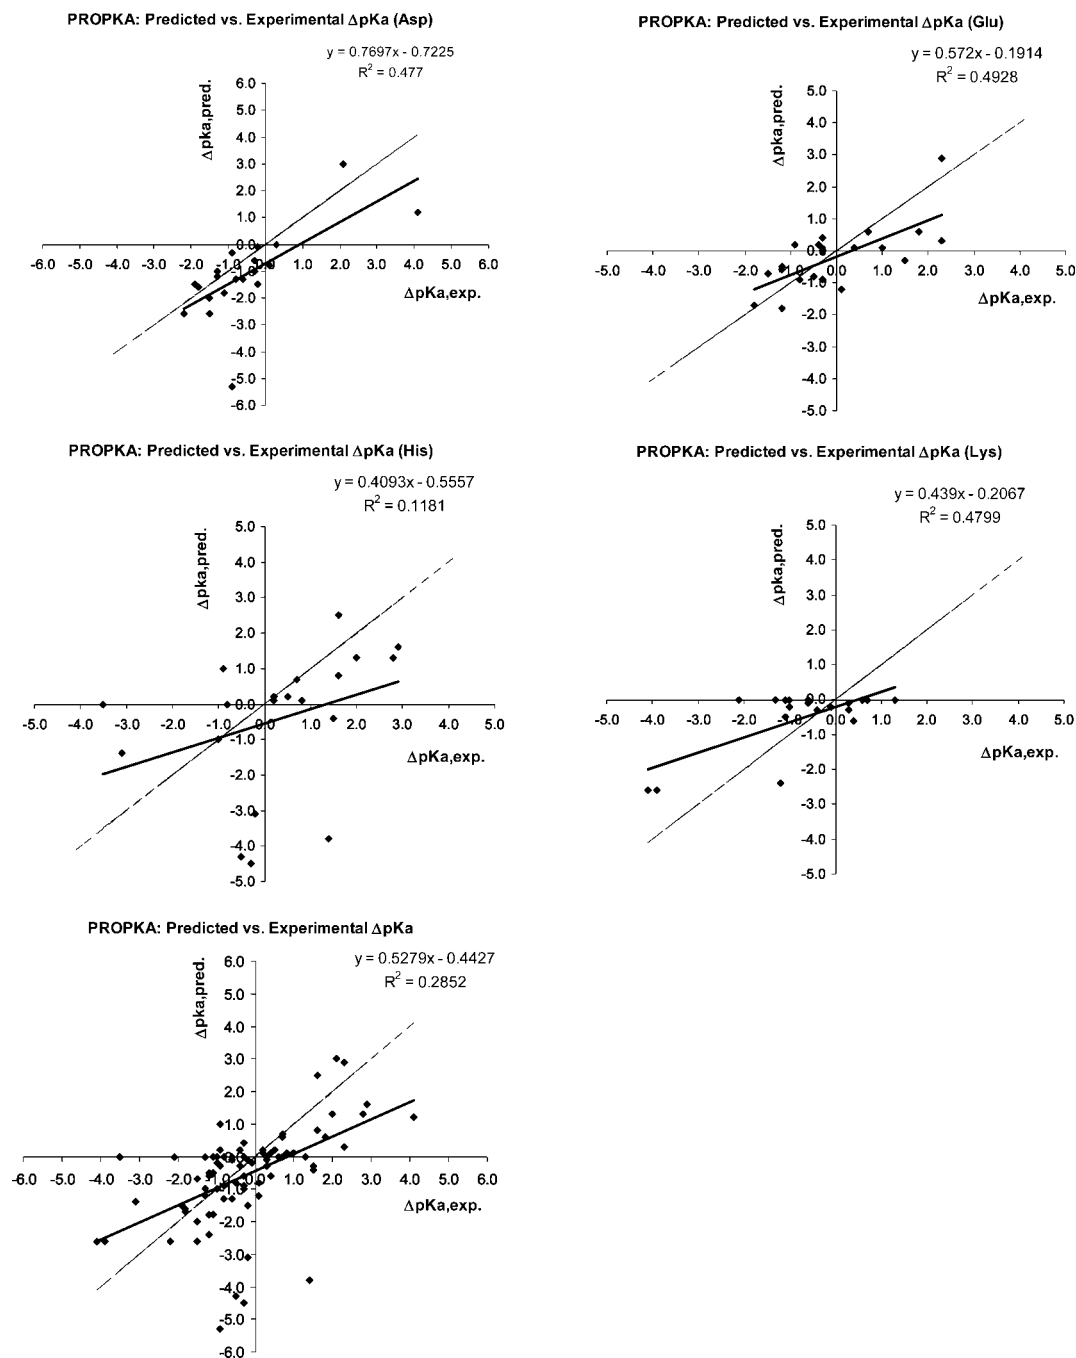 PROPKA: Predicted vs. Experimental ΔpKa (Asp)
y = 0.7697x - 0.7225
R² = 0.477
Δpka,pred.
6.0
5.0
4.0
3.0
2.0
1.0
0.0
-1.0
-2.0
-3.0
-4.0
-5.0
-6.0
-6.0 -5.0 -4.0 -3.0 -2.0 -1.0 0.0 1.0 2.0 3.0 4.0 5.0 6.0
ΔpKa,exp.
PROPKA: Predicted vs. Experimental ΔpKa (Glu)
y = 0.572x - 0.1914
R² = 0.4928
Δpka,pred.
5.0
4.0
3.0
2.0
1.0
0.0
-1.0
-2.0
-3.0
-4.0
-5.0
-5.0 -4.0 -3.0 -2.0 -1.0 0.0 1.0 2.0 3.0 4.0 5.0
ΔpKa,exp.
PROPKA: Predicted vs. Experimental ΔpKa (His)
y = 0.4093x - 0.5557
R² = 0.1181
Δpka,pred.
5.0
4.0
3.0
2.0
1.0
0.0
-1.0
-2.0
-3.0
-4.0
-5.0
-5.0 -4.0 -3.0 -2.0 -1.0 0.0 1.0 2.0 3.0 4.0 5.0
ΔpKa,exp.
PROPKA: Predicted vs. Experimental ΔpKa (Lys)
y = 0.439x - 0.2067
R² = 0.4799
Δpka,pred.
5.0
4.0
3.0
2.0
1.0
0.0
-1.0
-2.0
-3.0
-4.0
-5.0
-5.0 -4.0 -3.0 -2.0 -1.0 0.0 1.0 2.0 3.0 4.0 5.0
ΔpKa,exp.
PROPKA: Predicted vs. Experimental ΔpKa
y = 0.5279x - 0.4427
R² = 0.2852
Δpka,pred.
6.0
5.0
4.0
3.0
2.0
1.0
0.0
-1.0
-2.0
-3.0
-4.0
-5.0
-6.0
-6.0 -5.0 -4.0 -3.0 -2.0 -1.0 0.0 1.0 2.0 3.0 4.0 5.0 6.0
ΔpKa,exp.